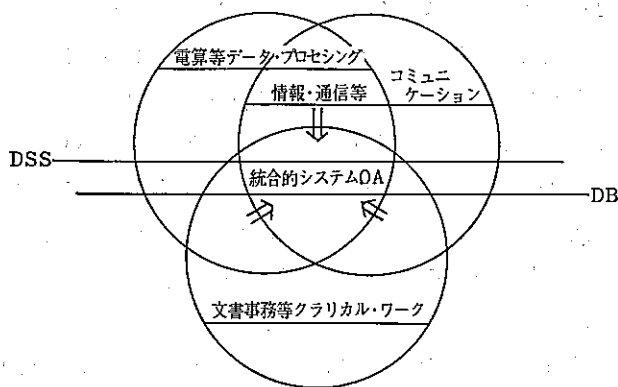 電算等データ・プロセシング
コミュニ
ケーション
情報・通信等
DSS
統合的システムOA
DB
文書事務等クラリカル・ワーク